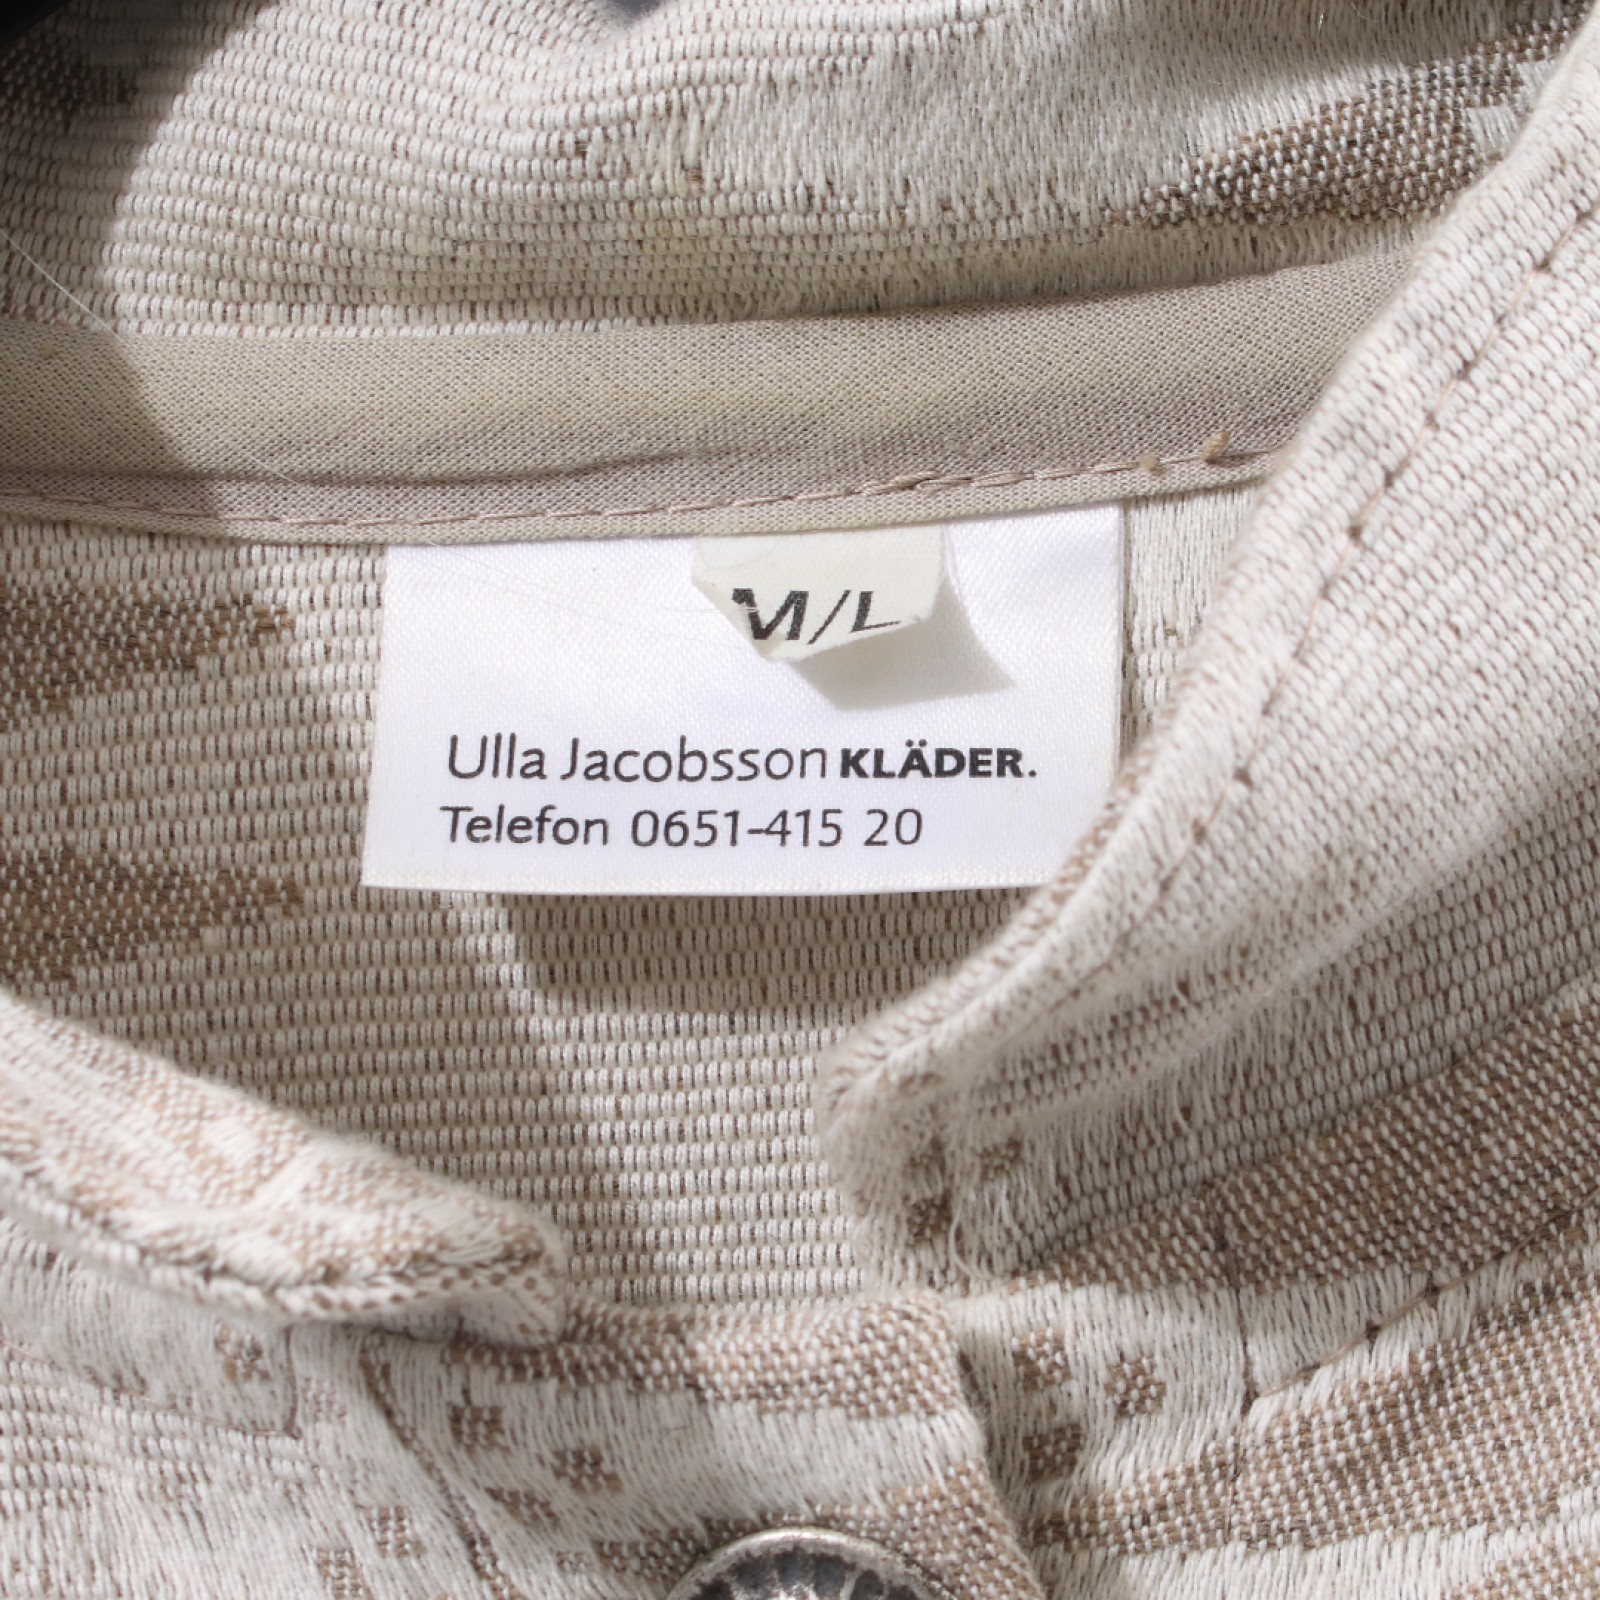 M/L
Ulla Jacobsson KLÄDER.
Telefon 0651-415 20